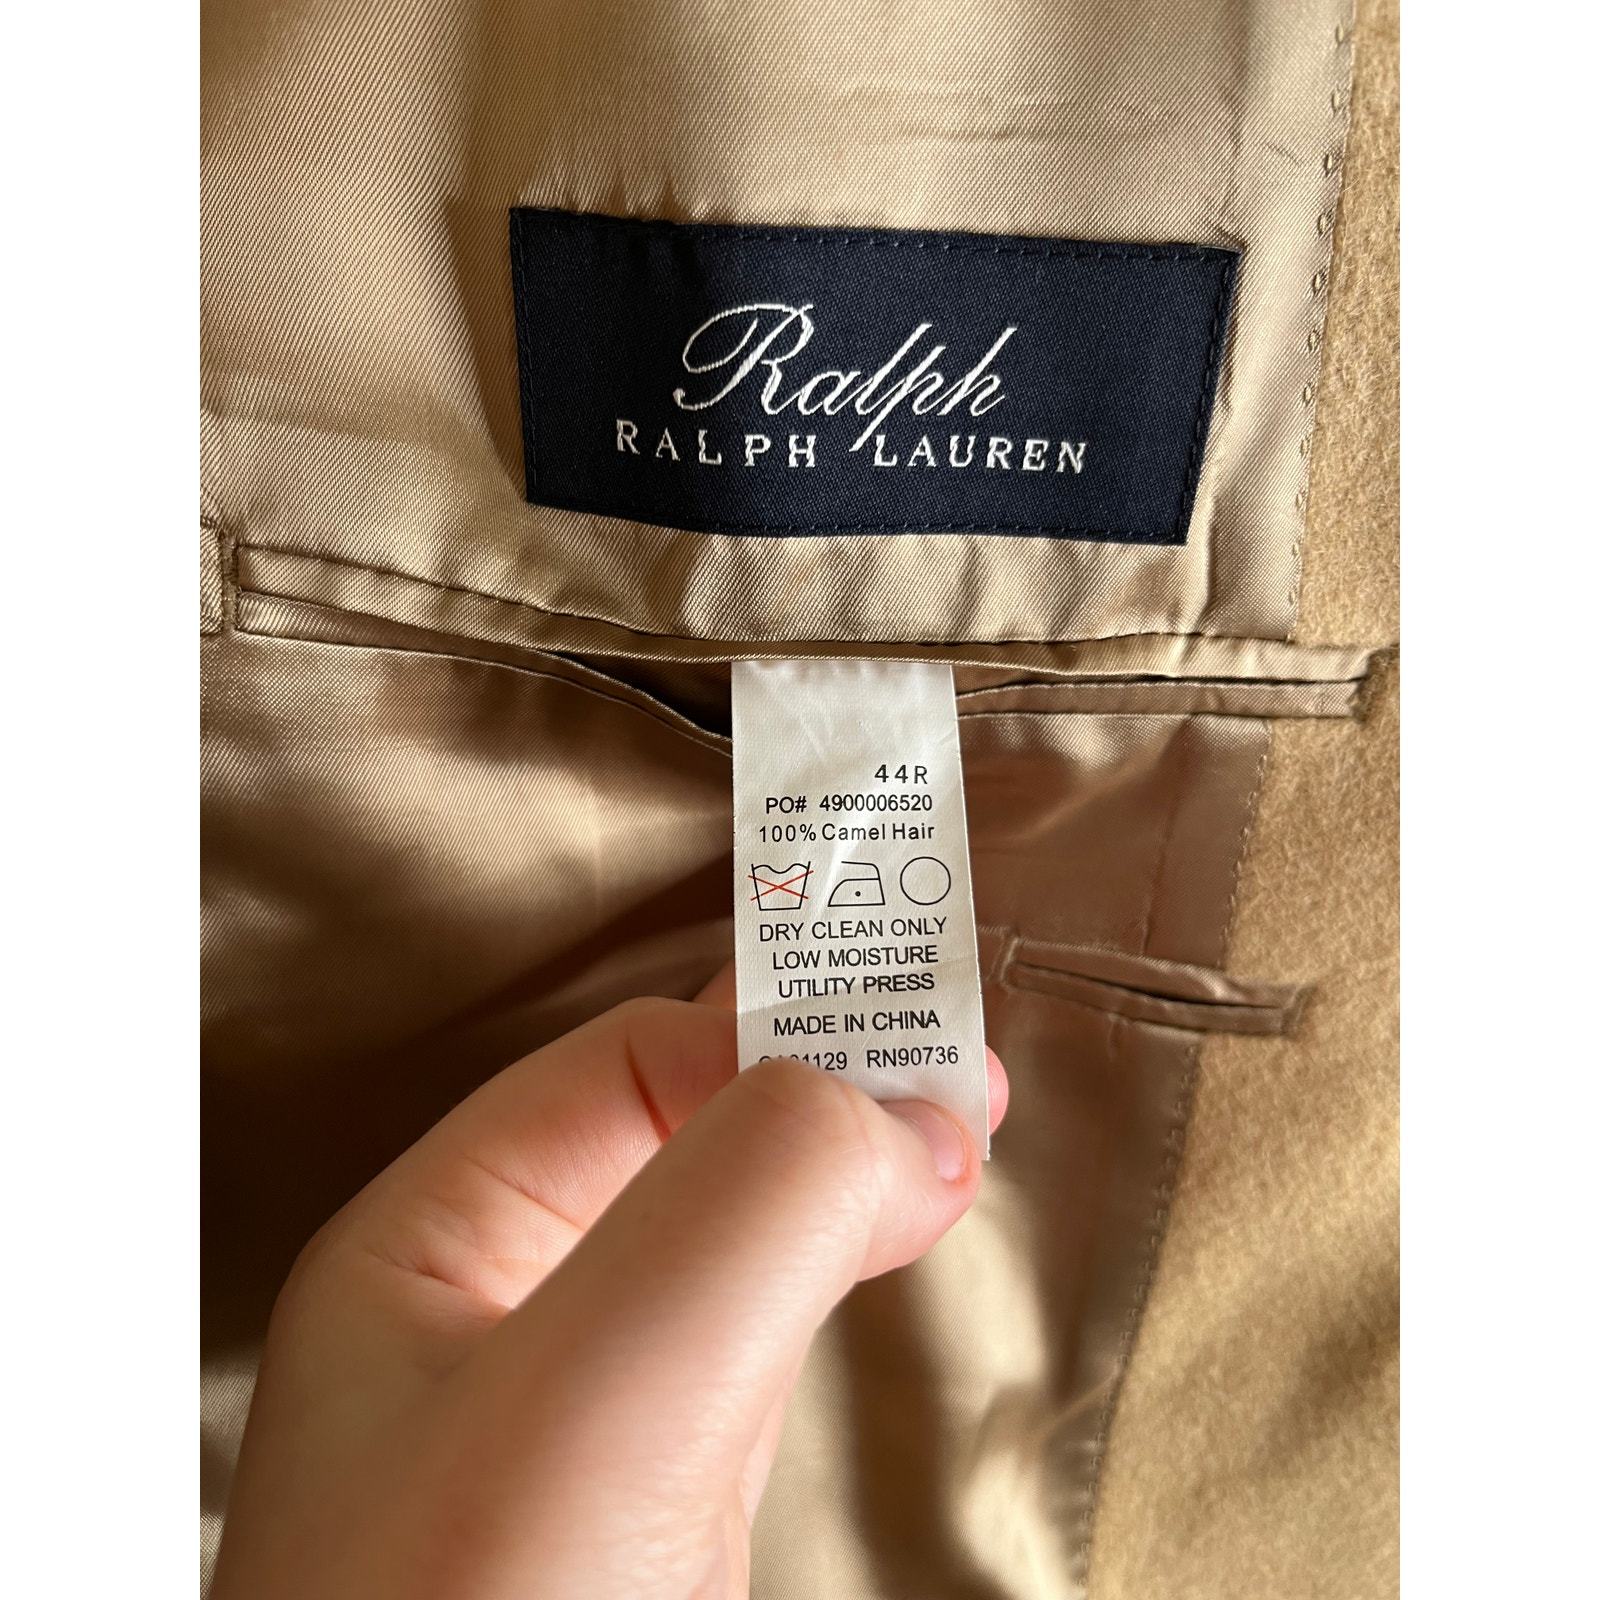 Ralph
RALPH LAUREN
44R
PO# 4900006520
100% Camel Hair
DRY CLEAN ONLY
LOW MOISTURE
UTILITY PRESS
MADE IN CHINA
RN90736